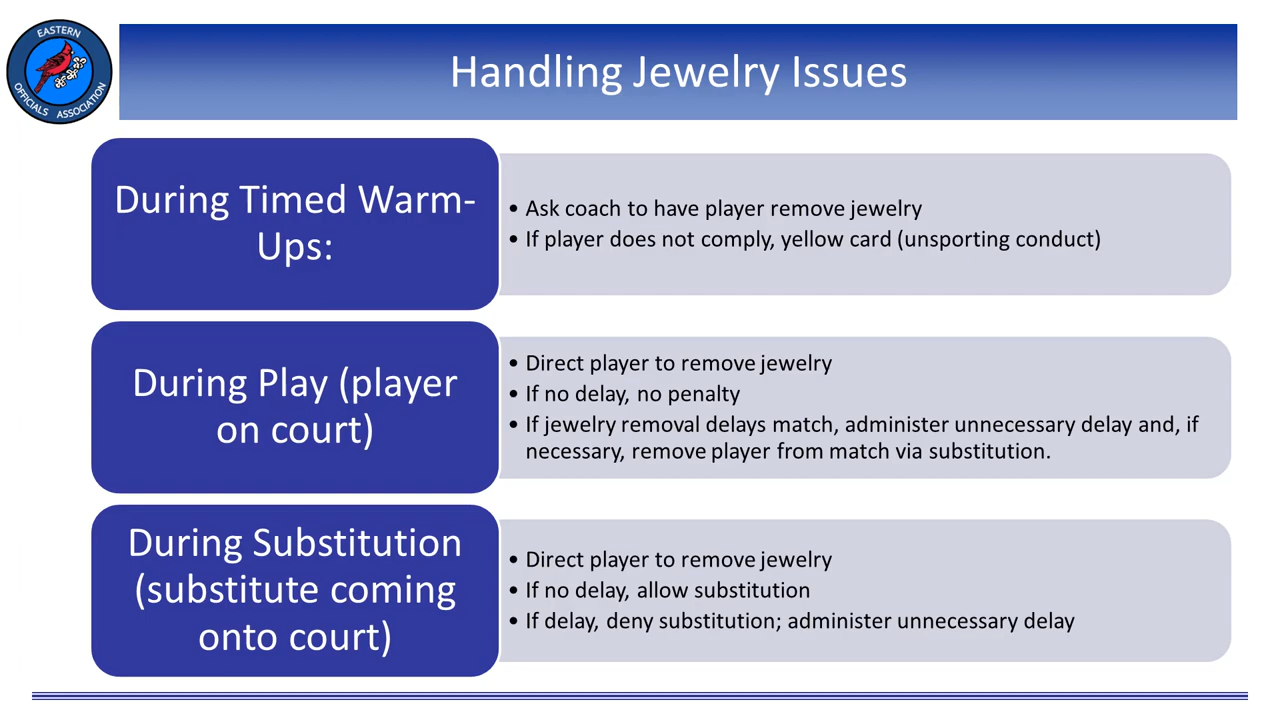 EASTERN
OFFICIALS ASSOCIATION
Handling Jewelry Issues
During Timed Warm-
Ups:
• Ask coach to have player remove jewelry
• If player does not comply, yellow card (unsporting conduct)
During Play (player
on court)
• Direct player to remove jewelry
• If no delay, no penalty
• If jewelry removal delays match, administer unnecessary delay and, if
necessary, remove player from match via substitution.
During Substitution
(substitute coming
onto court)
• Direct player to remove jewelry
• If no delay, allow substitution
• If delay, deny substitution; administer unnecessary delay